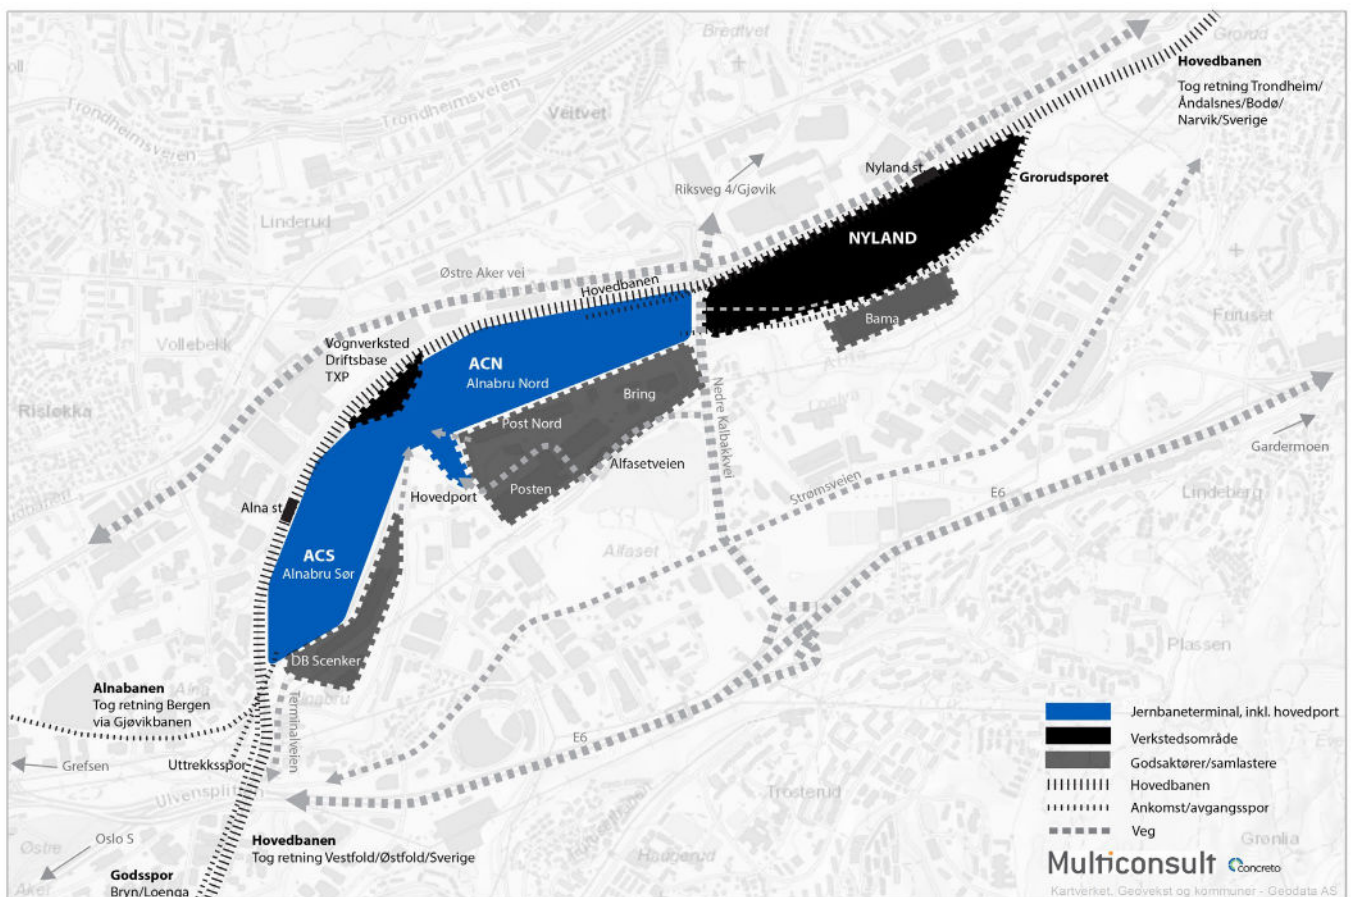 Bredtvet
Grorud
Hovedbanen
Tog retning Trondheim/
Åndalsnes/Bodø/
Narvik/Sverige
Trondheimsveien
Trondheimsveien
Veitvet
Nyland st.
Grorudsporet
Riksveg 4/Gjøvik
Linderud
NYLAND
Østre Aker vei
Hovedbanen
Bama
Furuset
Vollebekk
Vognverksted
Driftsbase
TXP
ACN
Alnabru Nord
Nedre Kalbakkvei
Bring
Risløkka
Post Nord
Gardermoen
Alfasetveien
Hovedport
Posten
Strømsveien
E6
Lindeberg
Alna st
Alfaset
ACS
Alnabru Sør
Plassen
DB Scenker
Alnabanen
Tog retning Bergen
via Gjøvikbanen
Alna
Alnabru
Terminalveien
Jernbaneterminal, inkl. hovedport
Verkstedsområde
Godsaktører/samlastere
Hovedbanen
Ankomst/avgangsspor
Veg
E6
Grefsen
Uttrekksspor
Ulvensplitten
Trosterud
Oslo S
Østre
Aker
Hovedbanen
Tog retning Vestfold/Østfold/Sverige
Haugerud
Grønlia
Godsspor
Bryn/Loenga
Multiconsult
concreto
Kartverket, Geovekst og kommuner - Geodata AS